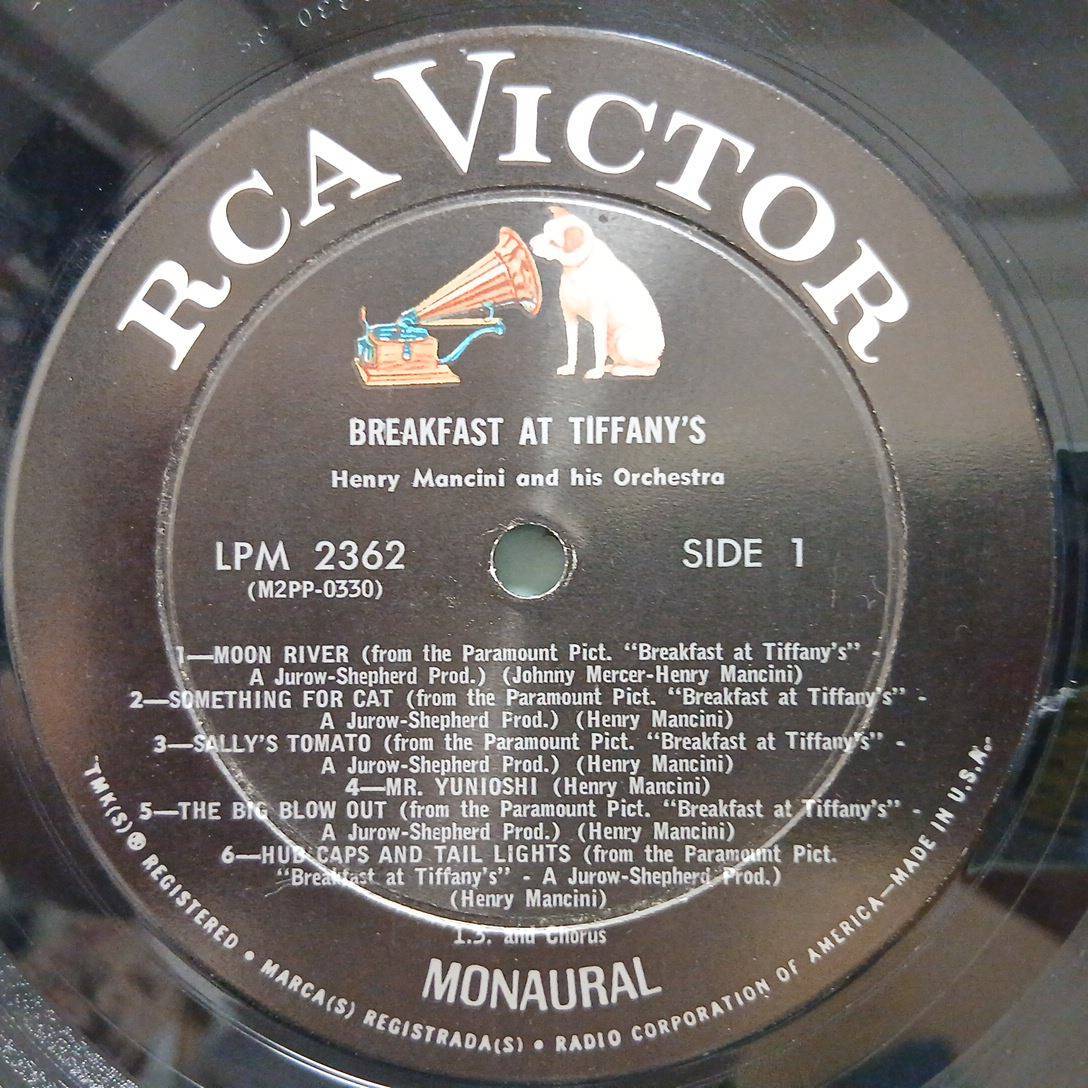 RCA VICTOR
BREAKFAST AT TIFFANY'S
Henry Mancini and his Orchestra
LPM 2362
(M2PP-0330)
SIDE 1
1—MOON RIVER (from the Paramount Pict. “Breakfast at Tiffany's” -
A Jurow-Shepherd Prod.) (Johnny Mercer-Henry Mancini)
2—SOMETHING FOR CAT (from the Paramount Pict. “Breakfast at Tiffany's” -
A Jurow-Shepherd Prod.) (Henry Mancini)
3—SALLY'S TOMATO (from the Paramount Pict. “Breakfast at Tiffany's” -
A Jurow-Shepherd Prod.) (Henry Mancini)
4—MR. YUNIOSHI (Henry Mancini)
5—THE BIG BLOW OUT (from the Paramount Pict. “Breakfast at Tiffany's” -
A Jurow-Shepherd Prod.) (Henry Mancini)
6—HUB CAPS AND TAIL LIGHTS (from the Paramount Pict.
“Breakfast at Tiffany's” - A Jurow-Shepherd Prod.)
(Henry Mancini)
and Chorus
MONAURAL
TMK(S) ® REGISTERED • MARCA(S) REGISTRADA(S) • RADIO CORPORATION OF AMERICA—MADE IN U.S.A.